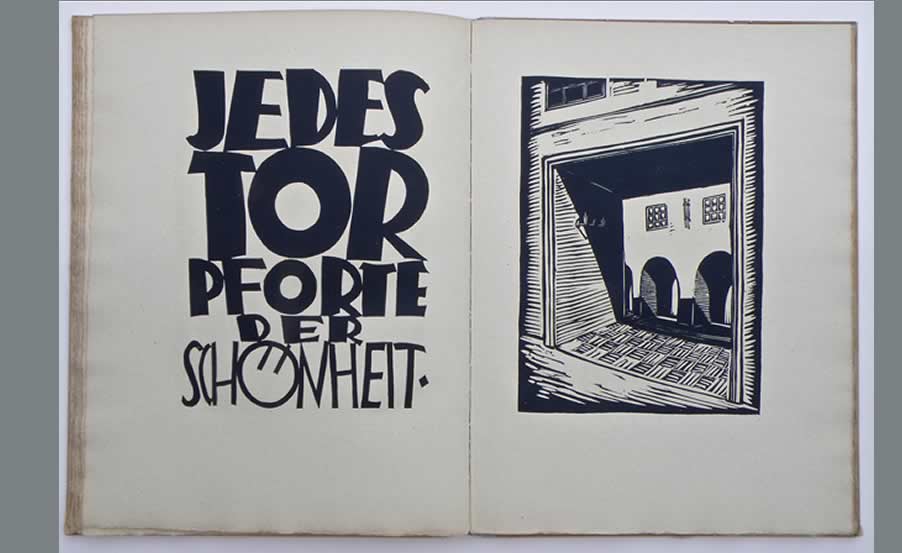 JEDES
TOR
PFORTE
DER
SCHÖNHEIT.